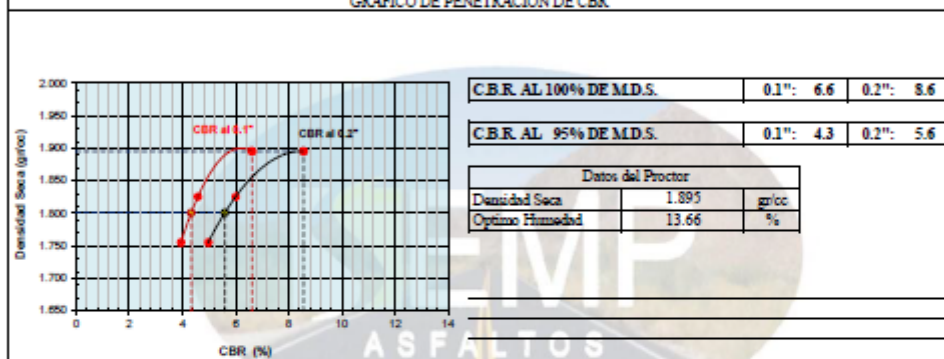 GRAFICO DE PENETRACION DE CBR
2.000
1.950
1.900
1.850
1.800
1.750
1.700
1.650
0 2 4 6 8 10 12 14
Densidad Seca (gr/cc)
CBR (%)
CBR al 0.1"
CBR al 0.2"
C.B.R. AL 100% DE M.D.S. 0.1": 6.6 0.2": 8.6
C.B.R. AL 95% DE M.D.S. 0.1": 4.3 0.2": 5.6
Datos del Proctor
Densidad Seca 1.895 gr/cc
Optimo Humedad 13.66 %
EMP
ASFALTOS